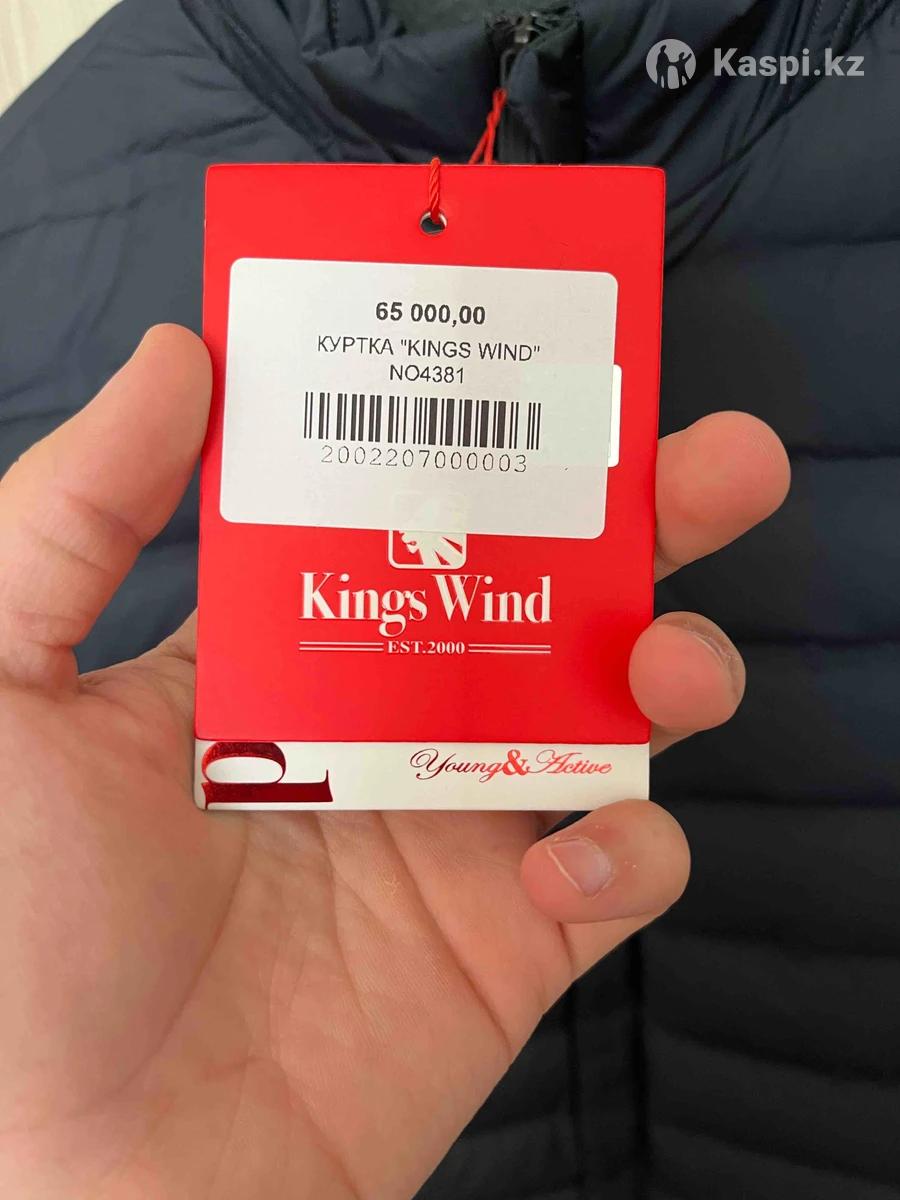 Kaspi.kz
65 000,00
КУРТКА "KINGS WIND"
NO4381
2002207000003
Kings Wind
EST.2000
Young&Active